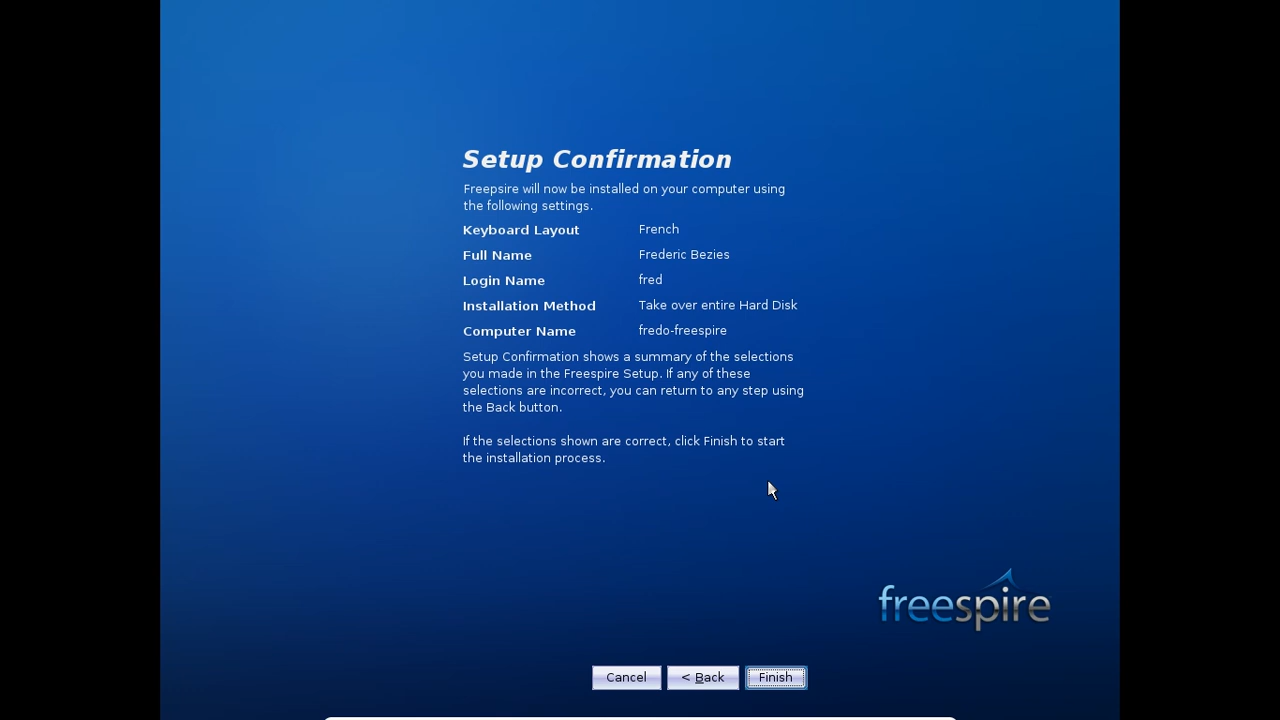 Setup Confirmation
Freepsire will now be installed on your computer using
the following settings.
Keyboard Layout French
Full Name Frederic Bezies
Login Name fred
Installation Method Take over entire Hard Disk
Computer Name fredo-freespire
Setup Confirmation shows a summary of the selections
you made in the Freespire Setup. If any of these
selections are incorrect, you can return to any step using
the Back button.
If the selections shown are correct, click Finish to start
the installation process.
freespire
Cancel < Back Finish